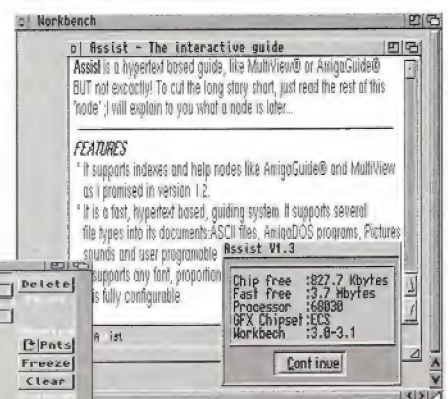 Workbench
Assist - The interactive guide
Assist is a hypertext based guide, like MultiView® or AmigaGuide®
BUT not excactly! To cut the long story short, just read the rest of this
'node' ;I will explain to you what a node is later...
FEATURES
* It supports indexes and help nodes like AmigaGuide® and MultiView
as I promised in version 1.2.
* It is a fast, hypertext based, guiding system. It supports several
file types into its documents:ASCII files, AmigaDOS programs, Pictures
sounds and user programable
supports any font, proportion
is fully configurable.
Assist V1.3
Chip free :827.7 Kbytes
Fast free :3.7 Mbytes
Processor :68030
GFX Chipset:ECS
Workbech :3.0-3.1
Continue
Delete
Pnts
Freeze
Clear